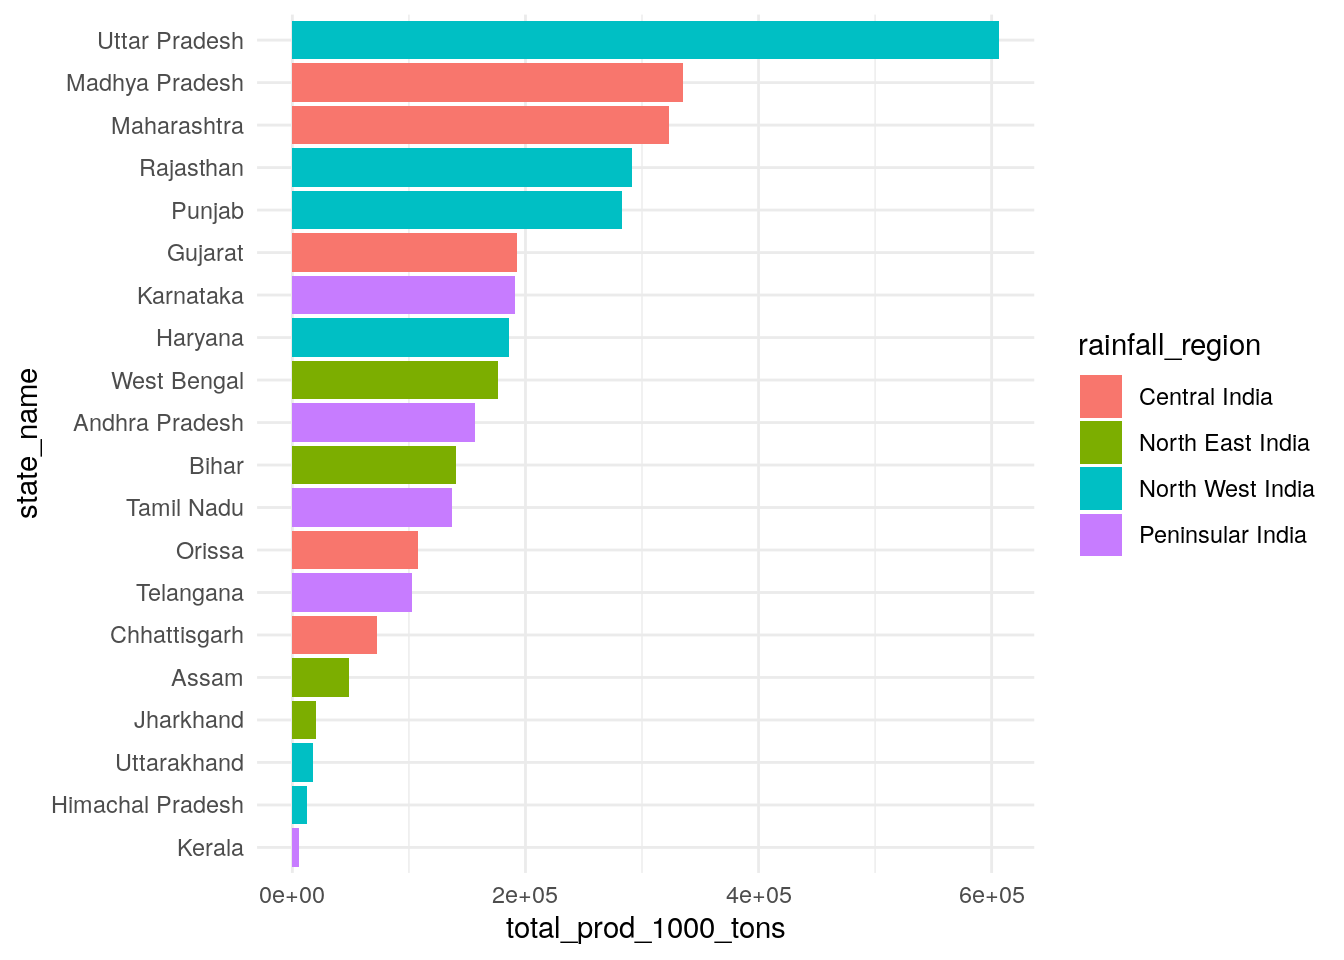 Uttar Pradesh
Madhya Pradesh
Maharashtra
Rajasthan
Punjab
Gujarat
Karnataka
Haryana
West Bengal
Andhra Pradesh
Bihar
Tamil Nadu
Orissa
Telangana
Chhattisgarh
Assam
Jharkhand
Uttarakhand
Himachal Pradesh
Kerala
state_name
0e+00 2e+05 4e+05 6e+05
total_prod_1000_tons
rainfall_region
Central India
North East India
North West India
Peninsular India